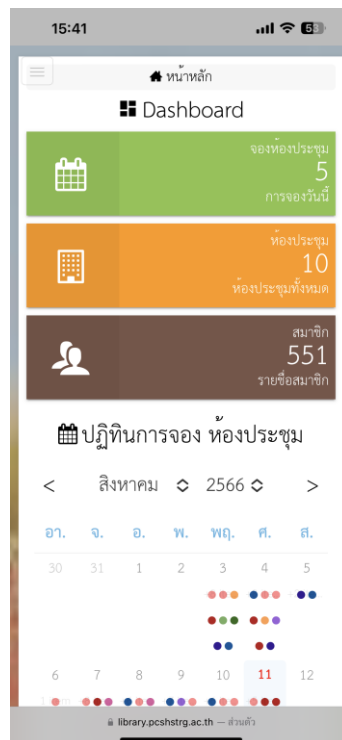 15:41
53
หน้าหลัก
Dashboard
จองห้องประชุม
5
การจองวันนี้
ห้องประชุม
10
ห้องประชุมทั้งหมด
สมาชิก
551
รายชื่อสมาชิก
ปฏิทินการจอง ห้องประชุม
< สิงหาคม 2566 >
อา. จ. อ. พ. พฤ. ศ. ส.
30 31 1 2 3 4 5
6 7 8 9 10 11 12
library.pcshstrg.ac.th — ส่วนตัว